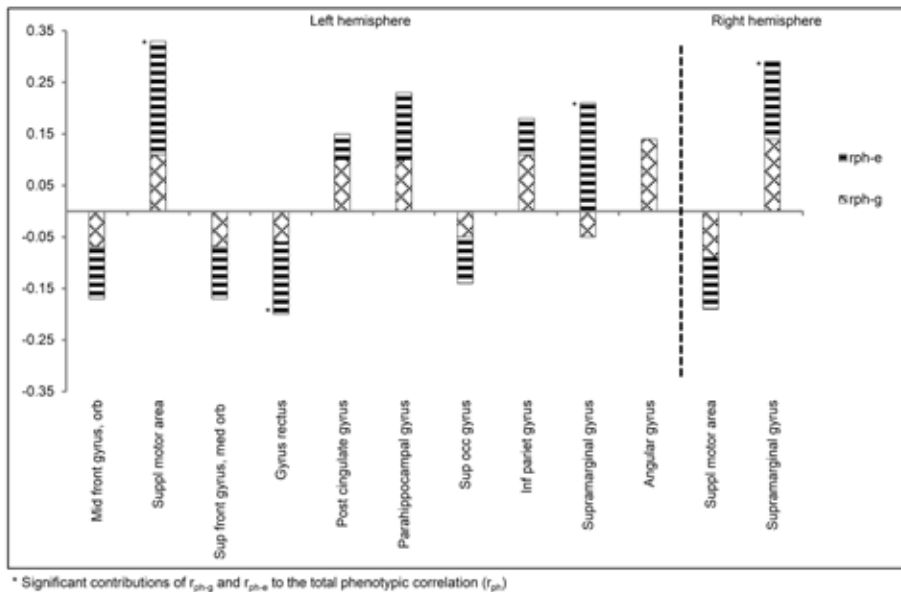 Left hemisphere
Right hemisphere
0.35
0.25
0.15
0.05
-0.05
-0.15
-0.25
-0.35
*
*
*
*
rph-e
rph-g
Mid front gyrus, orb
Suppl motor area
Sup front gyrus, med orb
Gyrus rectus
Post cingulate gyrus
Parahippocampal gyrus
Sup occ gyrus
Inf pariet gyrus
Supramarginal gyrus
Angular gyrus
Suppl motor area
Supramarginal gyrus
* Significant contributions of rph-g and rph-e to the total phenotypic correlation (rph)